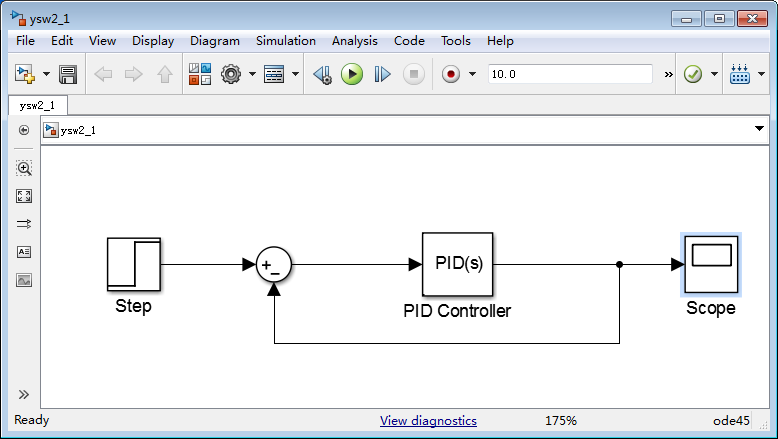 ysw2_1
File Edit View Display Diagram Simulation Analysis Code Tools Help
10.0 »
ysw2_1
ysw2_1
PID(s)
+ −
Step
PID Controller
Scope
Ready View diagnostics 175% ode45